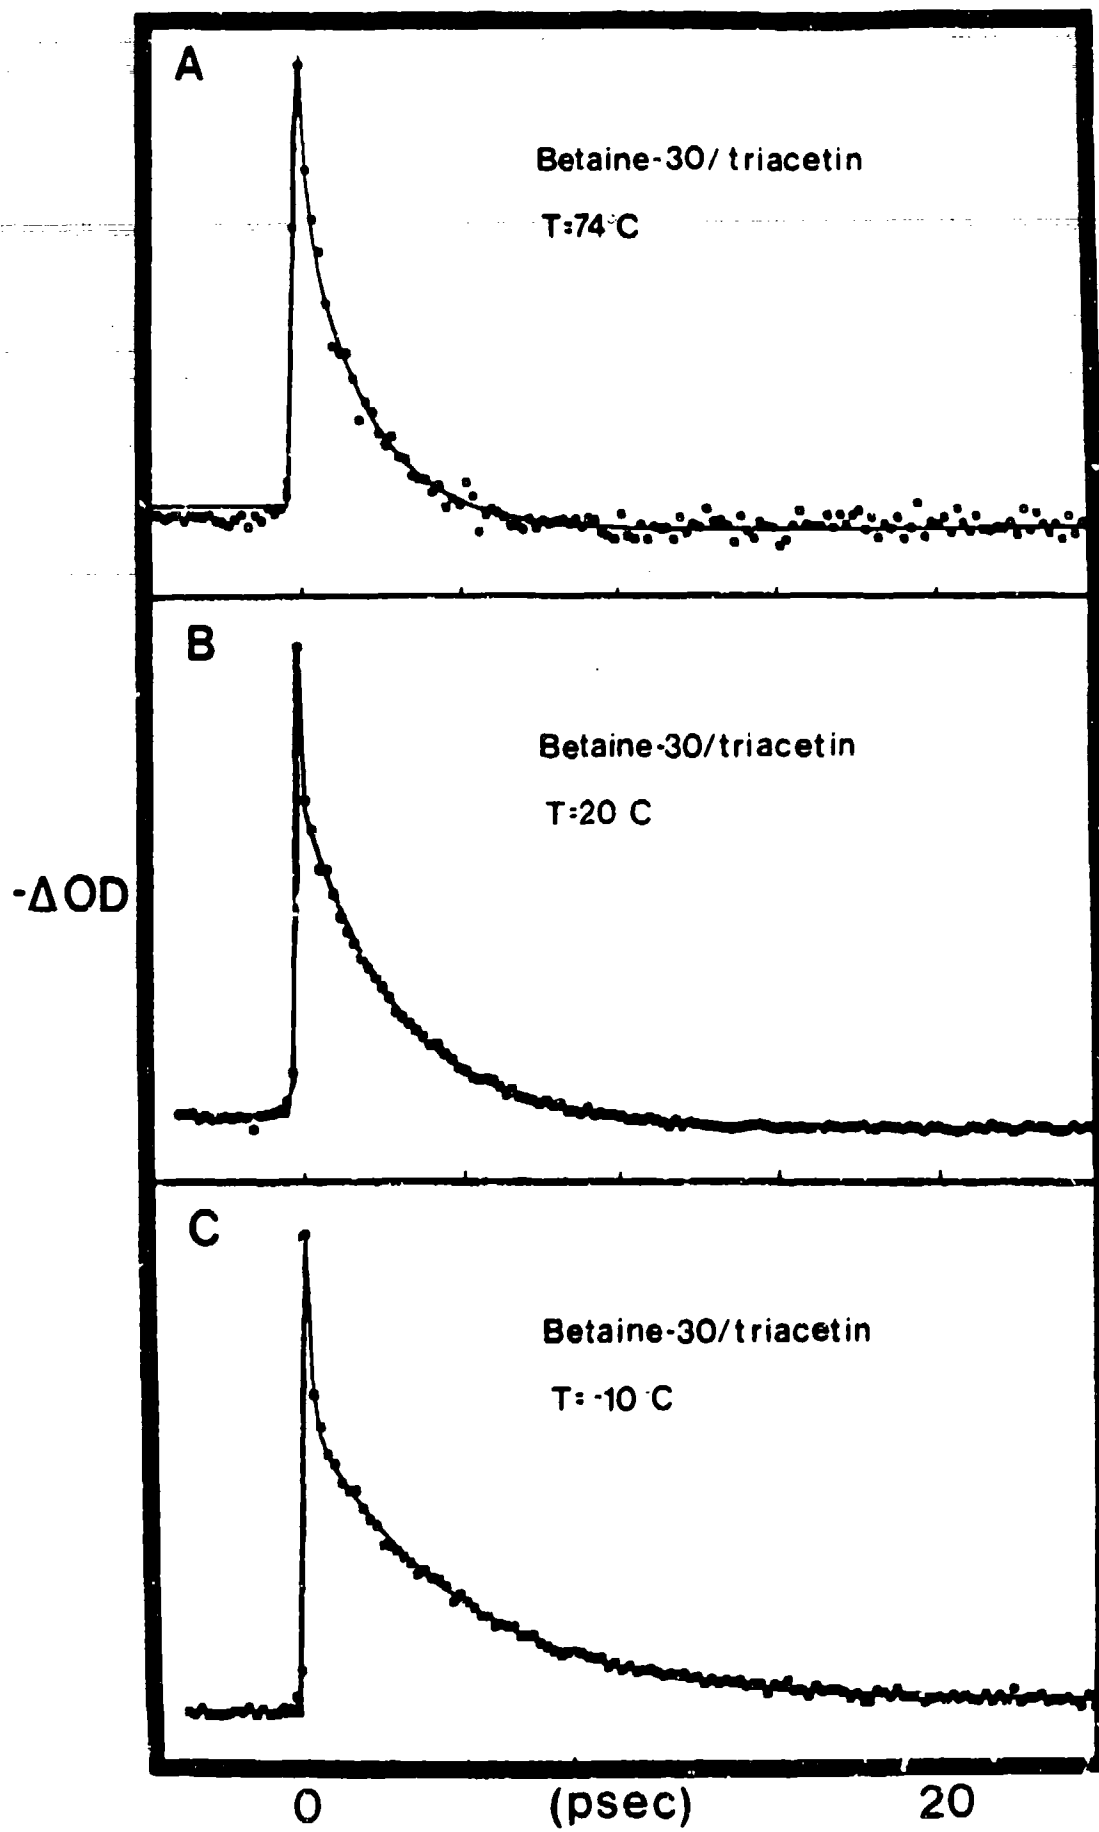 A
Betaine-30/triacetin
T=74°C
B
Betaine-30/triacetin
T=20 C
-ΔOD
C
Betaine-30/triacetin
T= -10 °C
0 (psec) 20